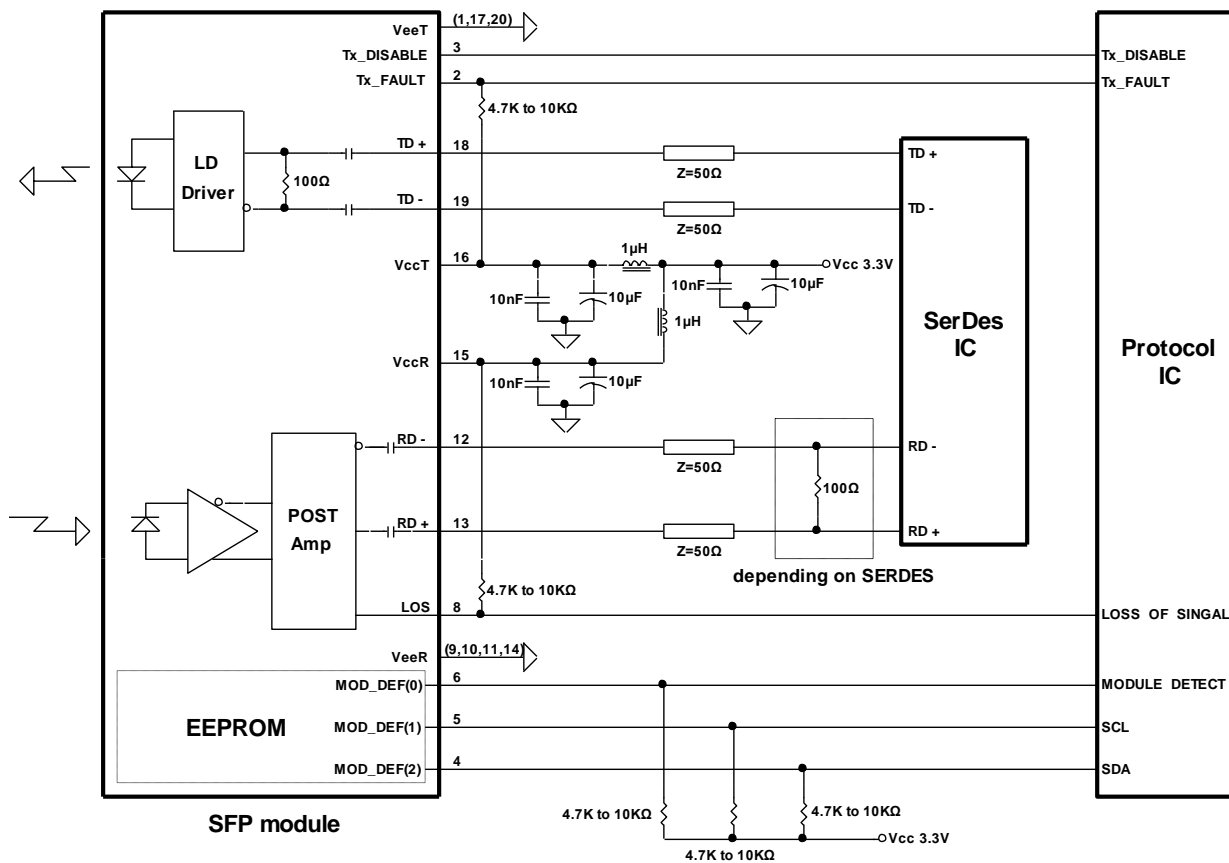 VeeT (1,17,20)
Tx_DISABLE 3 Tx_DISABLE
Tx_FAULT 2 Tx_FAULT
4.7K to 10KΩ
LD
Driver
100Ω
TD + 18 TD +
Z=50Ω
TD - 19 TD -
Z=50Ω
1µH
VccT 16 Vcc 3.3V
10nF 10µF 10nF 10µF
1µH
SerDes
IC
Protocol
IC
VccR 15
10nF 10µF
RD - 12 RD -
Z=50Ω
100Ω
POST
Amp
RD + 13 RD +
Z=50Ω
depending on SERDES
4.7K to 10KΩ
LOS 8 LOSS OF SINGAL
VeeR (9,10,11,14)
MOD_DEF(0) 6 MODULE DETECT
EEPROM
MOD_DEF(1) 5 SCL
MOD_DEF(2) 4 SDA
SFP module
4.7K to 10KΩ 4.7K to 10KΩ
Vcc 3.3V
4.7K to 10KΩ